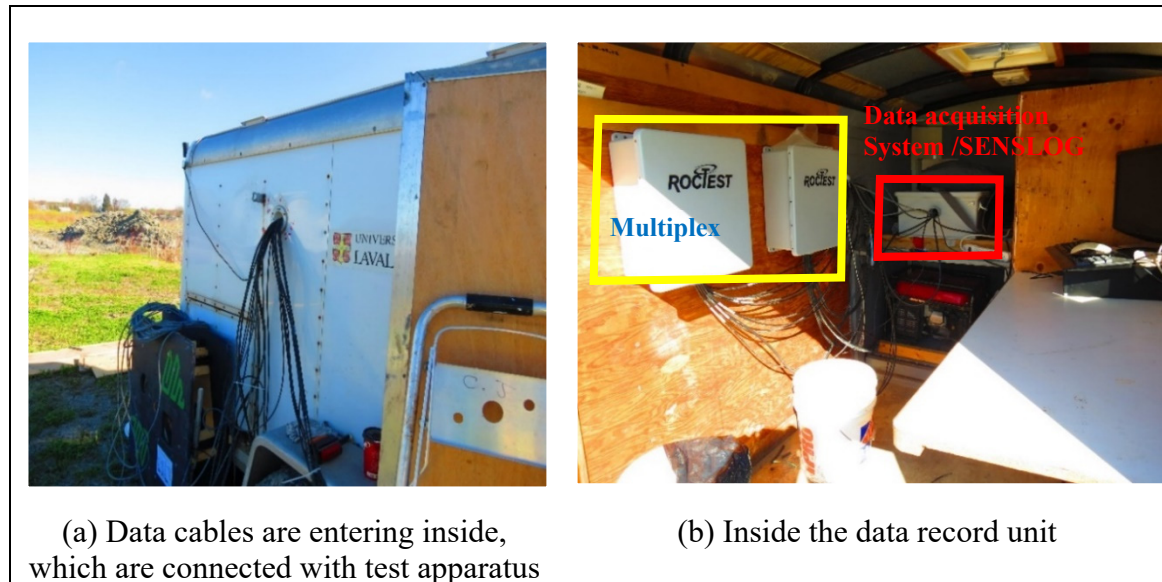 UNIVERS
LAVAL
C. J
Data acquisition
System /SENSLOG
ROCTEST
ROCTEST
Multiplex
(a) Data cables are entering inside,
which are connected with test apparatus
(b) Inside the data record unit